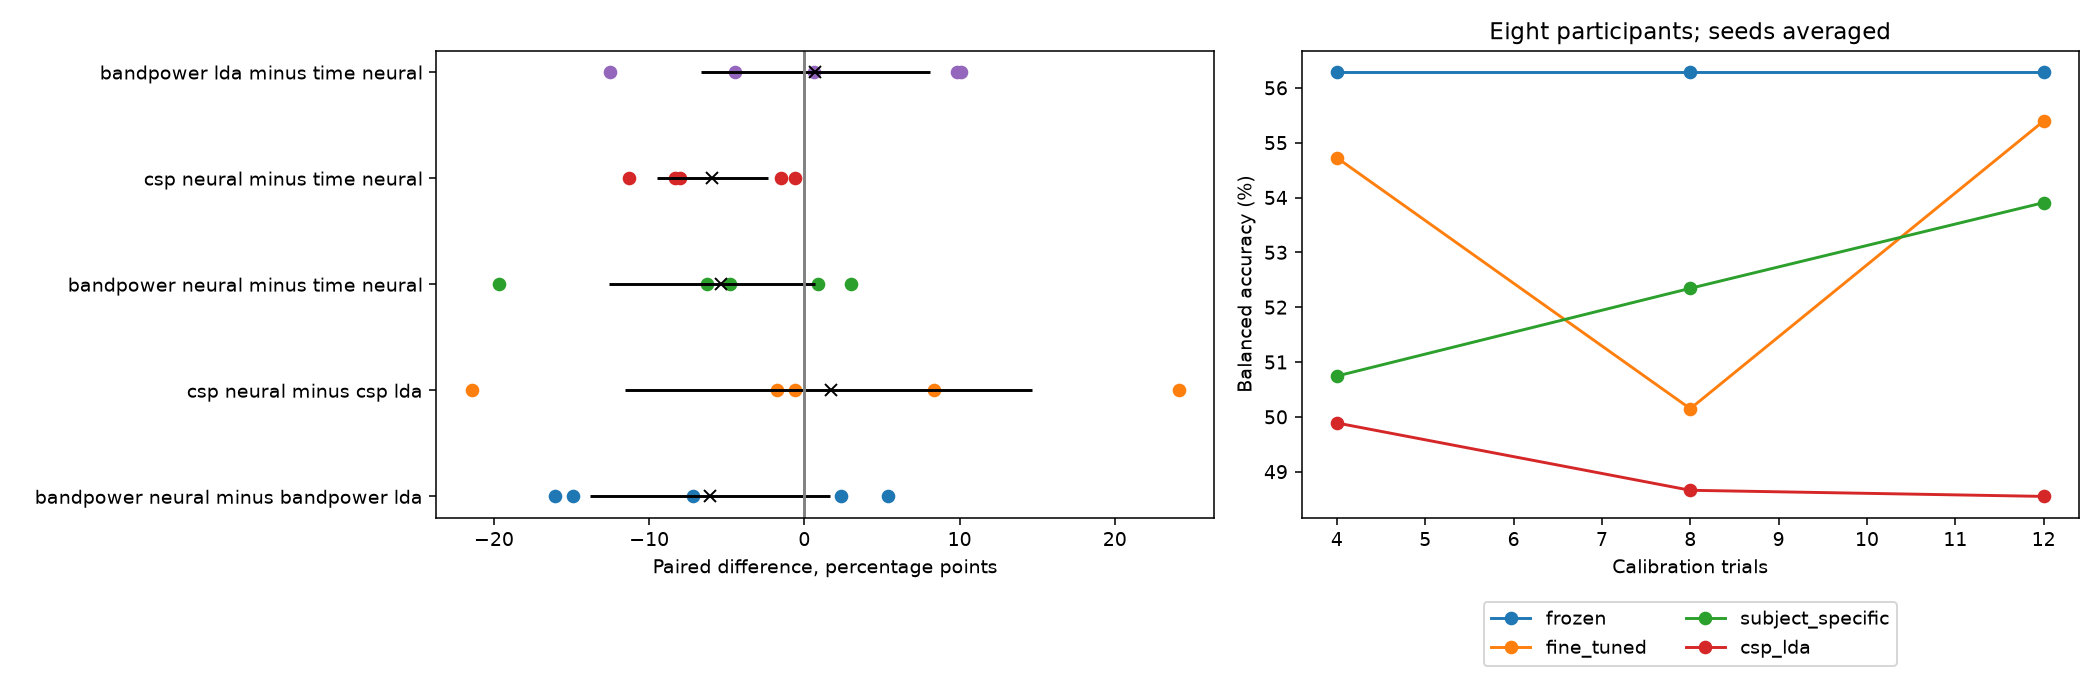 bandpower lda minus time neural
csp neural minus time neural
bandpower neural minus time neural
csp neural minus csp lda
bandpower neural minus bandpower lda
−20 −10 0 10 20
Paired difference, percentage points
Eight participants; seeds averaged
Balanced accuracy (%)
56
55
54
53
52
51
50
49
4 5 6 7 8 9 10 11 12
Calibration trials
frozen subject_specific
fine_tuned csp_lda